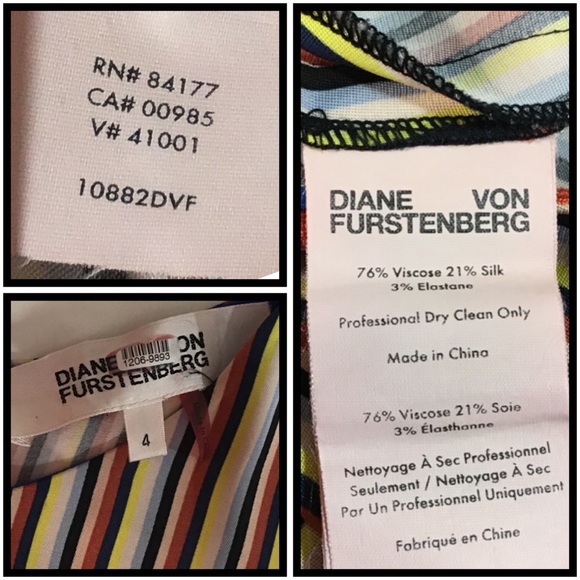 RN# 84177
CA# 00985
V# 41001
10882DVF
DIANE VON
FURSTENBERG
1206-9893
4
DIANE VON
FURSTENBERG
76% Viscose 21% Silk
3% Elastane
Professional Dry Clean Only
Made in China
76% Viscose 21% Soie
3% Élasthanne
Nettoyage À Sec Professionnel
Seulement / Nettoyage À Sec
Par Un Professionnel Uniquement
Fabriqué en Chine